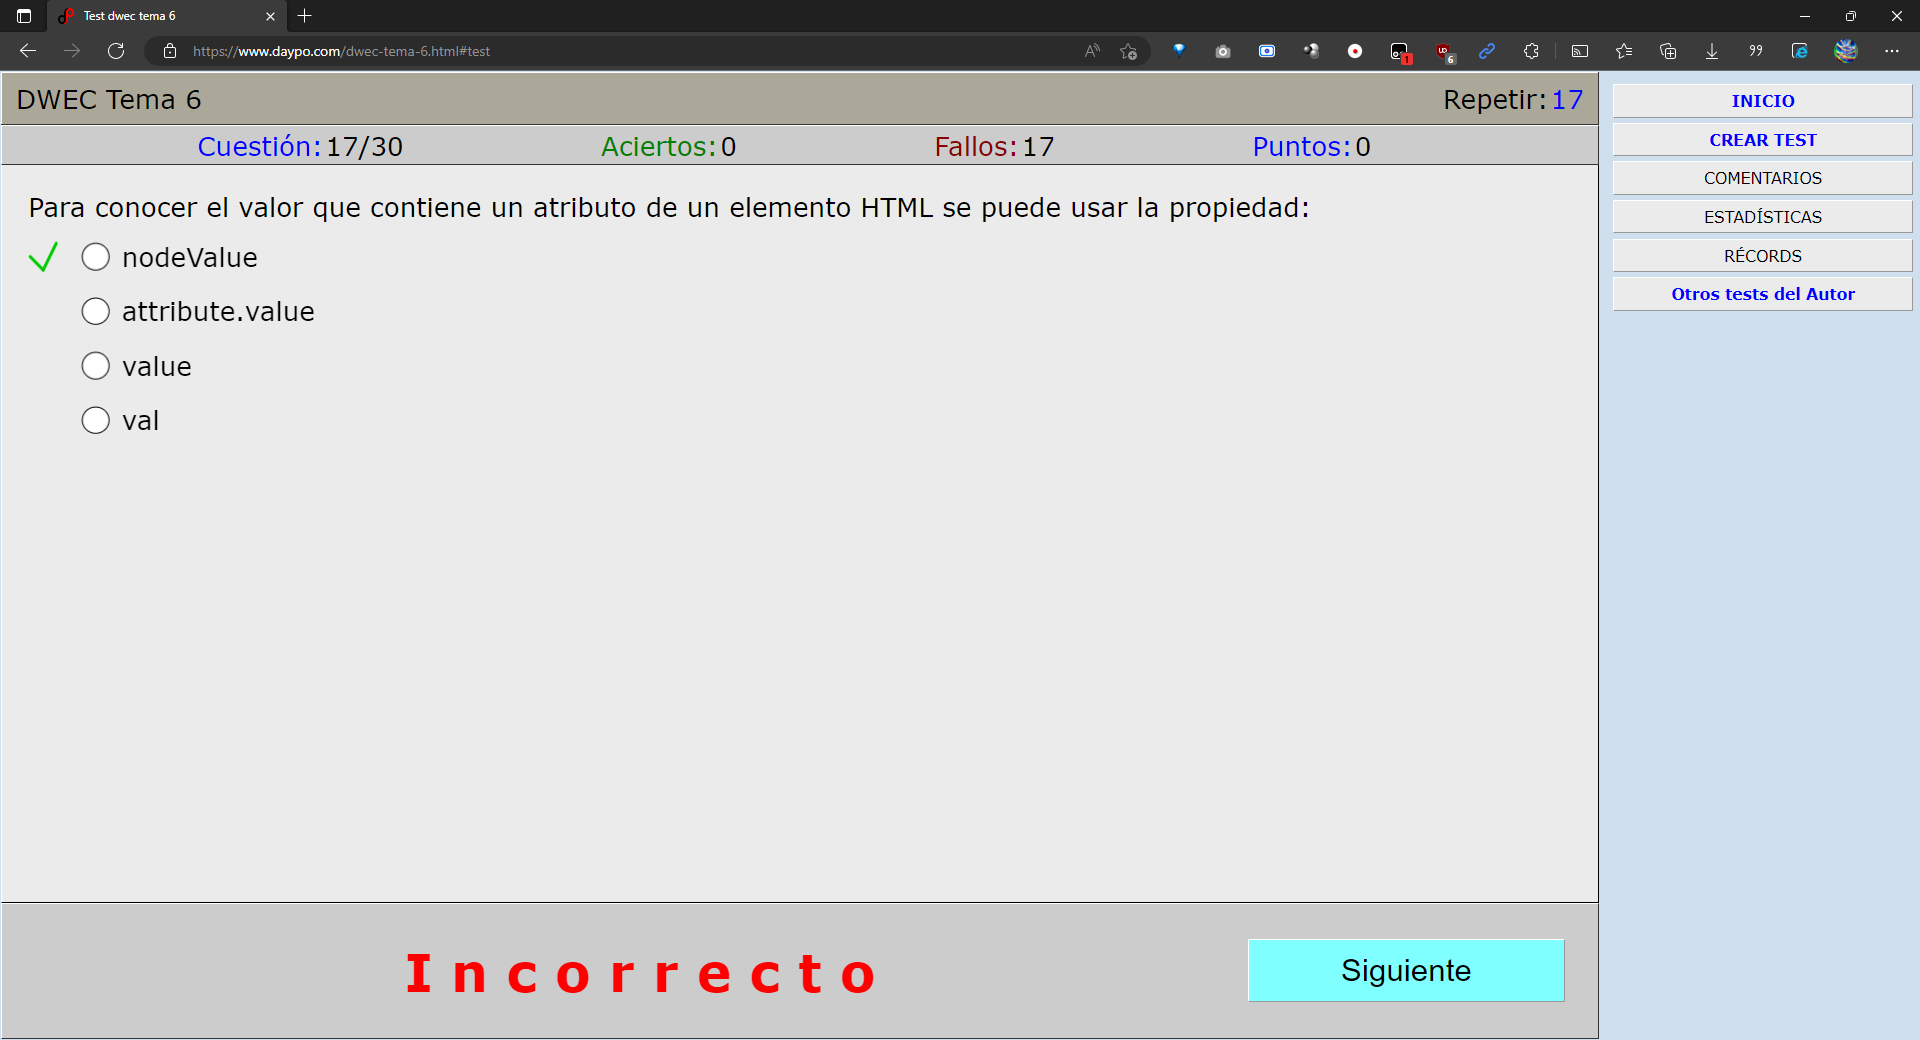 Test dwec tema 6
https://www.daypo.com/dwec-tema-6.html#test
1
6
DWEC Tema 6
Repetir: 17
Cuestión: 17/30
Aciertos: 0
Fallos: 17
Puntos: 0
Para conocer el valor que contiene un atributo de un elemento HTML se puede usar la propiedad:
nodeValue
attribute.value
value
val
Incorrecto
Siguiente
INICIO
CREAR TEST
COMENTARIOS
ESTADÍSTICAS
RÉCORDS
Otros tests del Autor